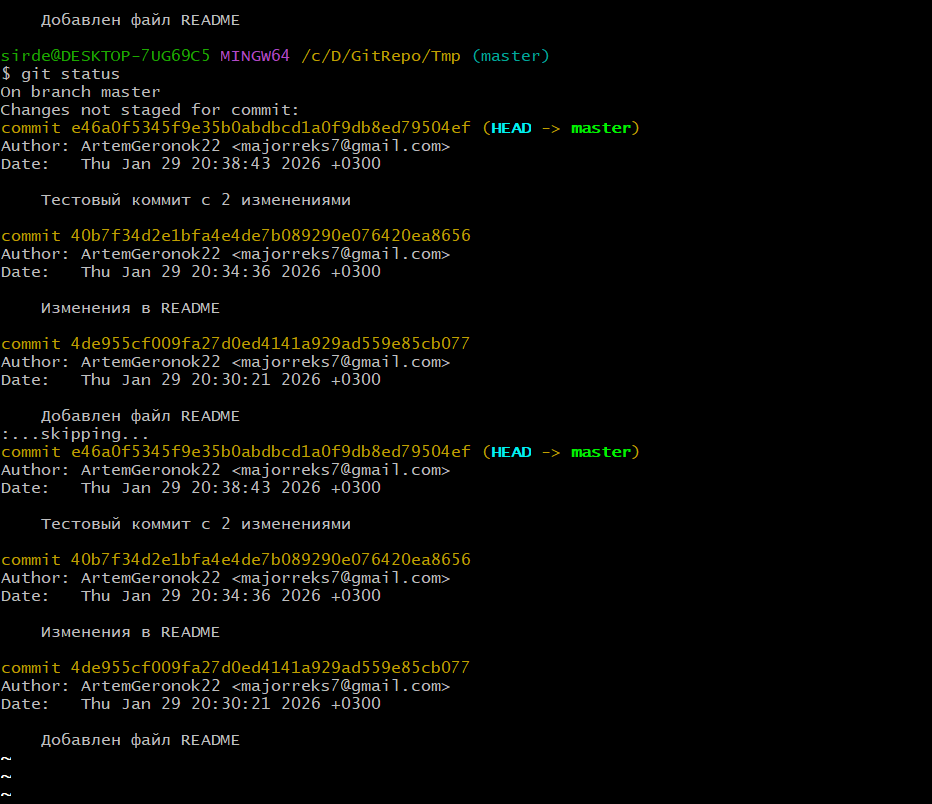 Добавлен файл README
sirde@DESKTOP-7UG69C5 MINGW64 /c/D/GitRepo/Tmp (master)
$ git status
On branch master
Changes not staged for commit:
commit e46a0f5345f9e35b0abdbcd1a0f9db8ed79504ef (HEAD -> master)
Author: ArtemGeronok22 <majorreks7@gmail.com>
Date:   Thu Jan 29 20:38:43 2026 +0300
Тестовый коммит с 2 изменениями
commit 40b7f34d2e1bfa4e4de7b089290e076420ea8656
Author: ArtemGeronok22 <majorreks7@gmail.com>
Date:   Thu Jan 29 20:34:36 2026 +0300
Изменения в README
commit 4de955cf009fa27d0ed4141a929ad559e85cb077
Author: ArtemGeronok22 <majorreks7@gmail.com>
Date:   Thu Jan 29 20:30:21 2026 +0300
Добавлен файл README
:...skipping...
commit e46a0f5345f9e35b0abdbcd1a0f9db8ed79504ef (HEAD -> master)
Author: ArtemGeronok22 <majorreks7@gmail.com>
Date:   Thu Jan 29 20:38:43 2026 +0300
Тестовый коммит с 2 изменениями
commit 40b7f34d2e1bfa4e4de7b089290e076420ea8656
Author: ArtemGeronok22 <majorreks7@gmail.com>
Date:   Thu Jan 29 20:34:36 2026 +0300
Изменения в README
commit 4de955cf009fa27d0ed4141a929ad559e85cb077
Author: ArtemGeronok22 <majorreks7@gmail.com>
Date:   Thu Jan 29 20:30:21 2026 +0300
Добавлен файл README
~
~
~